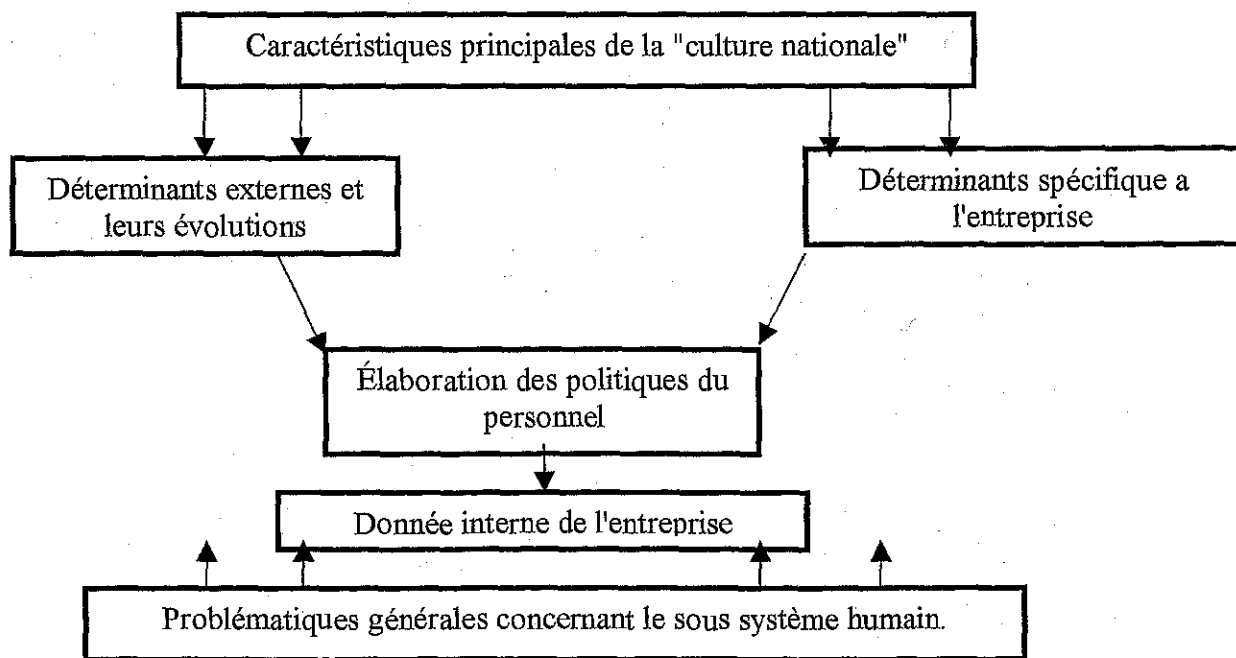 Caractéristiques principales de la "culture nationale"
Déterminants externes et
leurs évolutions
Déterminants spécifique a
l'entreprise
Élaboration des politiques du
personnel
Donnée interne de l'entreprise
Problématiques générales concernant le sous système humain.